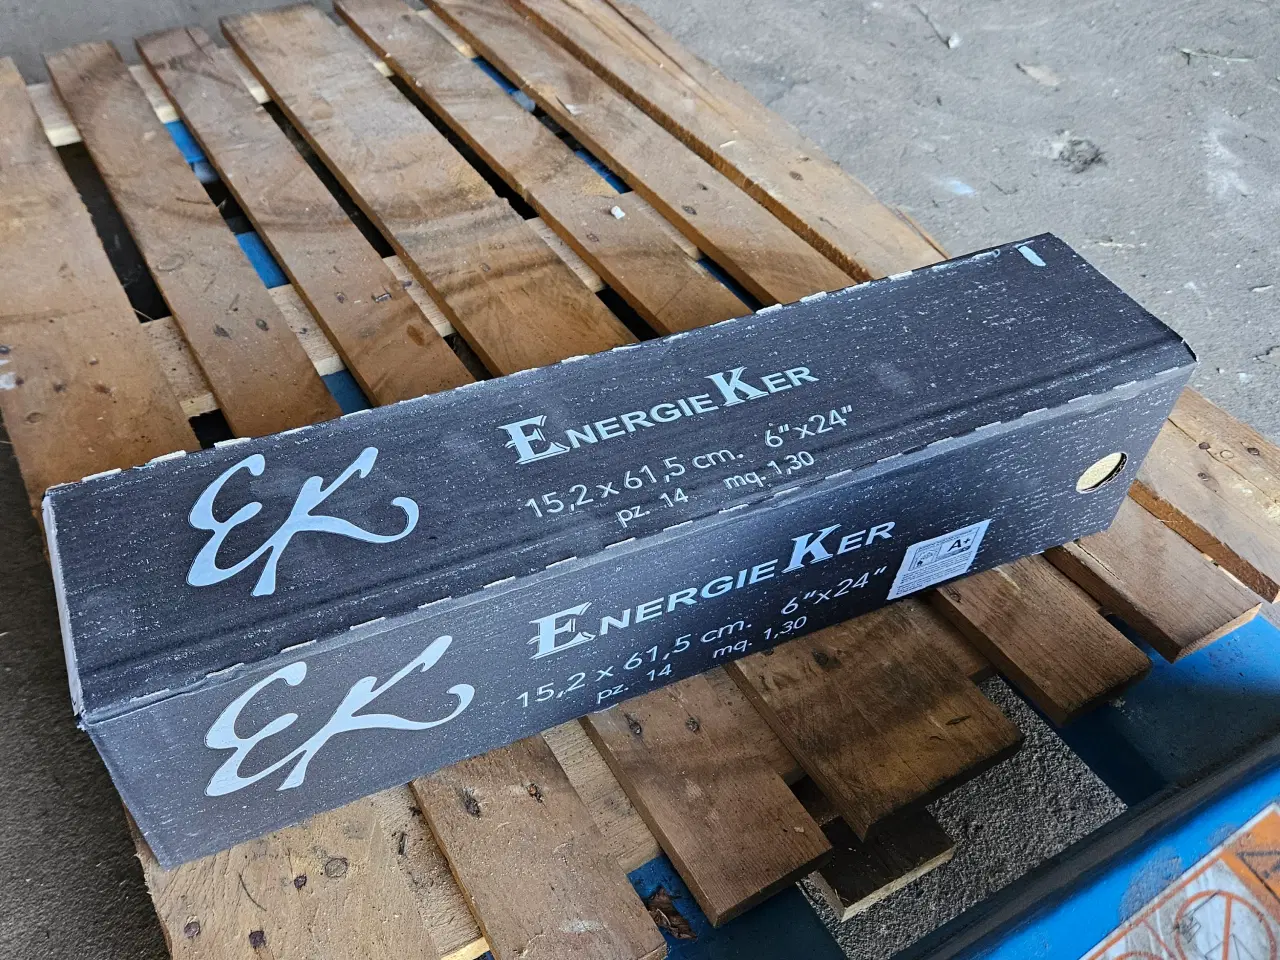 EK
ENERGIEKER
15,2 x 61,5 cm. 6"x24"
pz. 14 mq. 1,30
EK
ENERGIEKER
15,2 x 61,5 cm. 6"x24"
pz. 14 mq. 1,30
A+